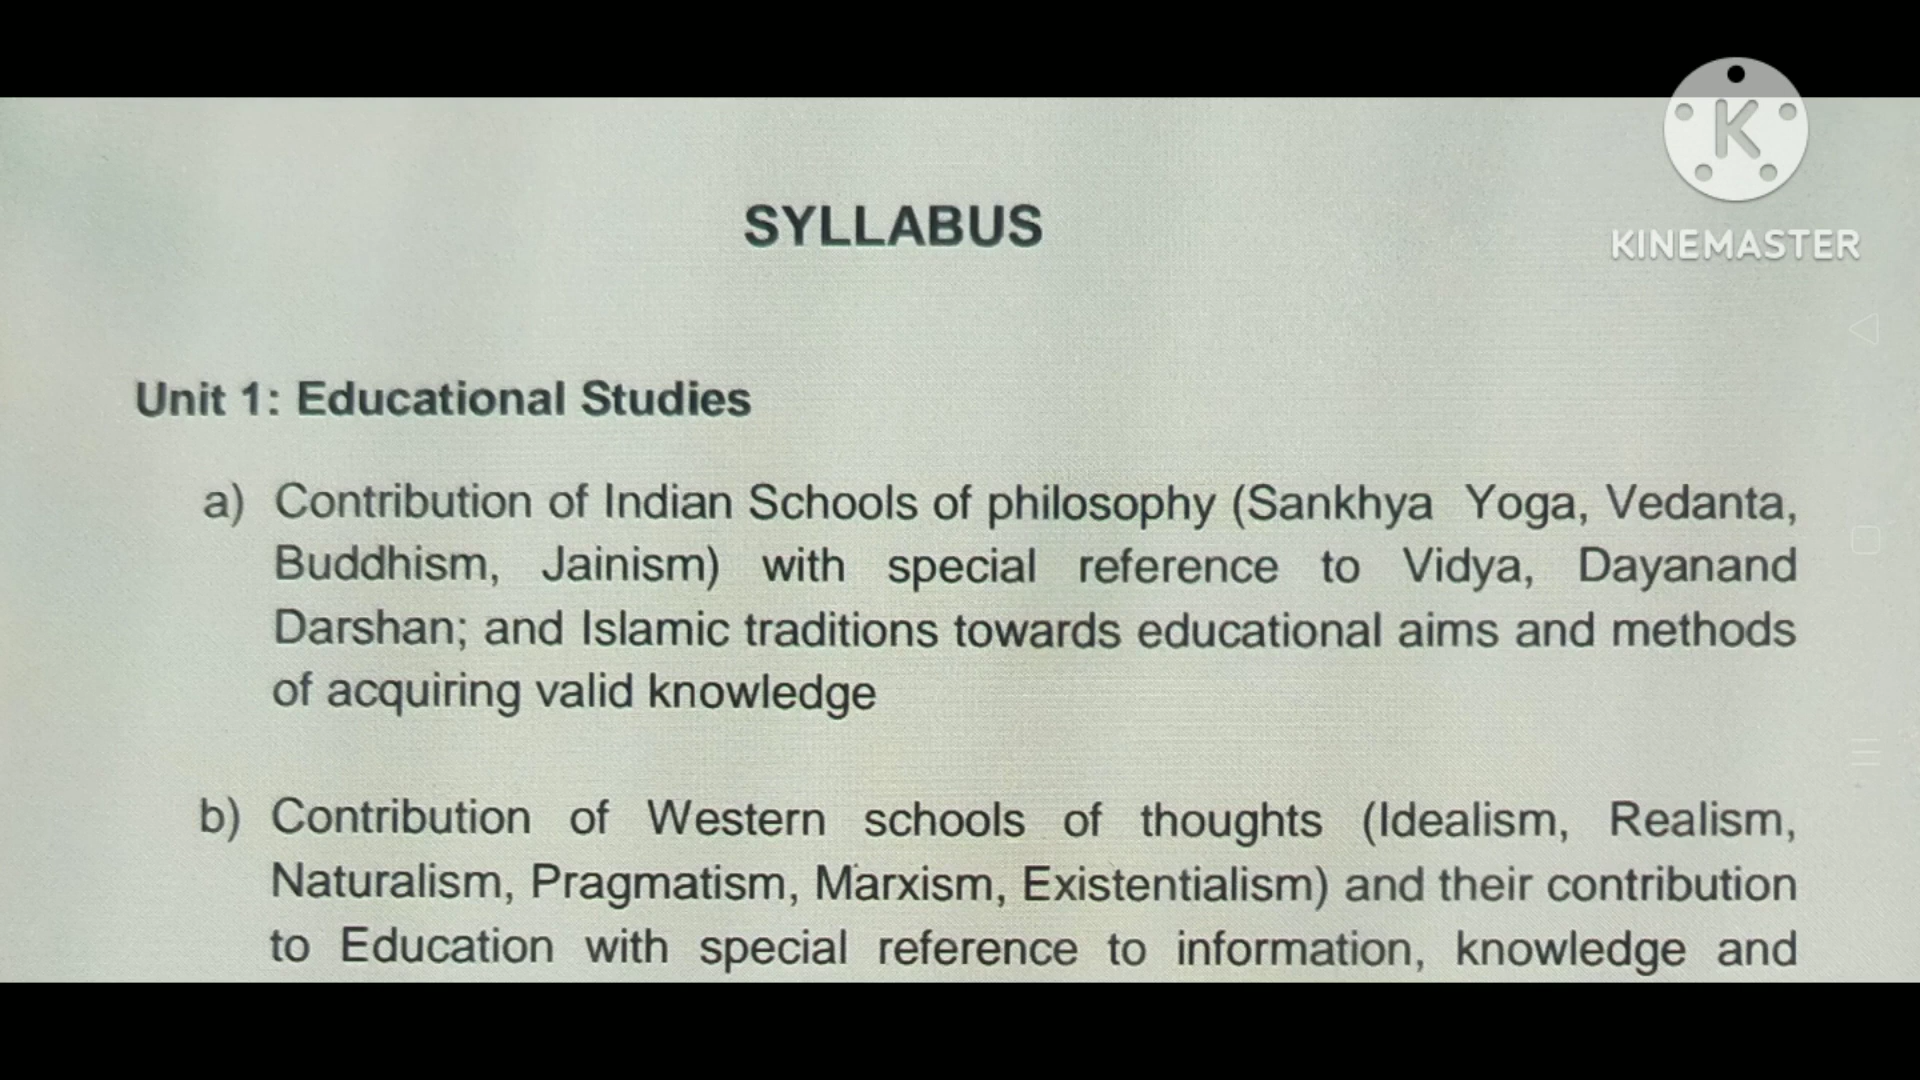 K
KINEMASTER
SYLLABUS
Unit 1: Educational Studies
a) Contribution of Indian Schools of philosophy (Sankhya Yoga, Vedanta,
Buddhism, Jainism) with special reference to Vidya, Dayanand
Darshan; and Islamic traditions towards educational aims and methods
of acquiring valid knowledge
b) Contribution of Western schools of thoughts (Idealism, Realism,
Naturalism, Pragmatism, Marxism, Existentialism) and their contribution
to Education with special reference to information, knowledge and